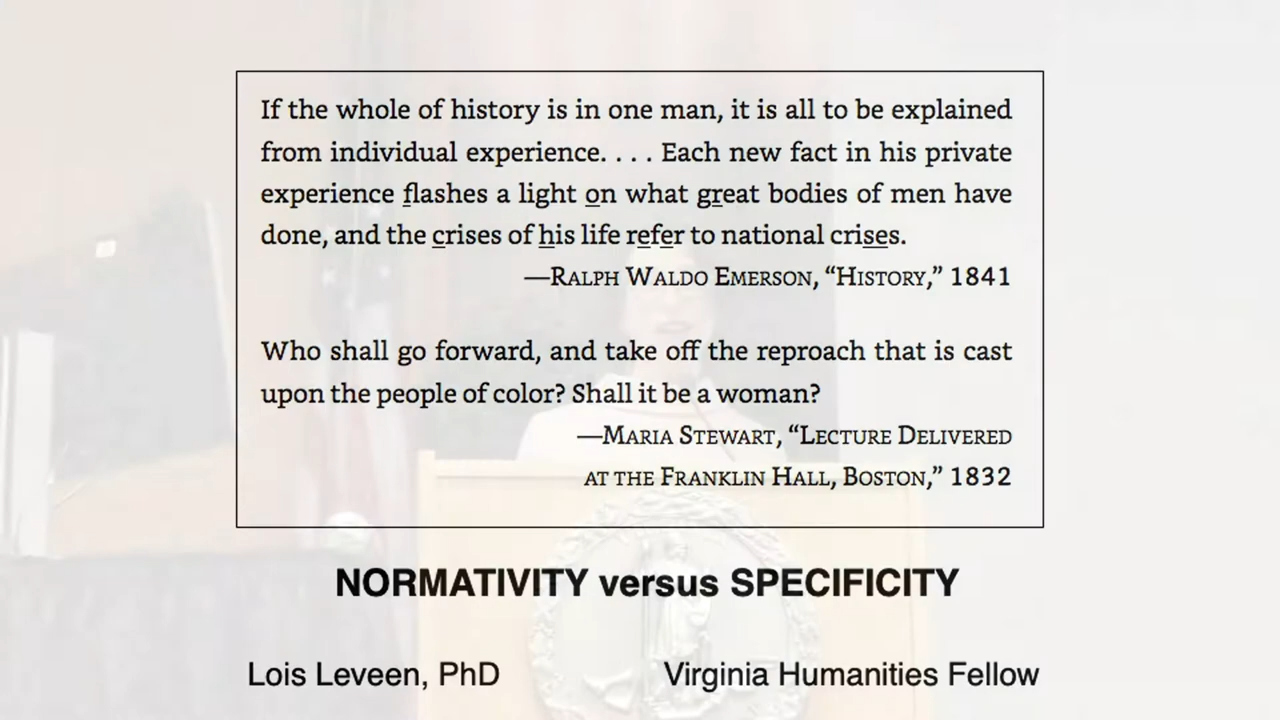 If the whole of history is in one man, it is all to be explained
from individual experience. . . . Each new fact in his private
experience flashes a light on what great bodies of men have
done, and the crises of his life refer to national crises.
—RALPH WALDO EMERSON, “HISTORY,” 1841
Who shall go forward, and take off the reproach that is cast
upon the people of color? Shall it be a woman?
—MARIA STEWART, “LECTURE DELIVERED
AT THE FRANKLIN HALL, BOSTON,” 1832
NORMATIVITY versus SPECIFICITY
Lois Leveen, PhD
Virginia Humanities Fellow